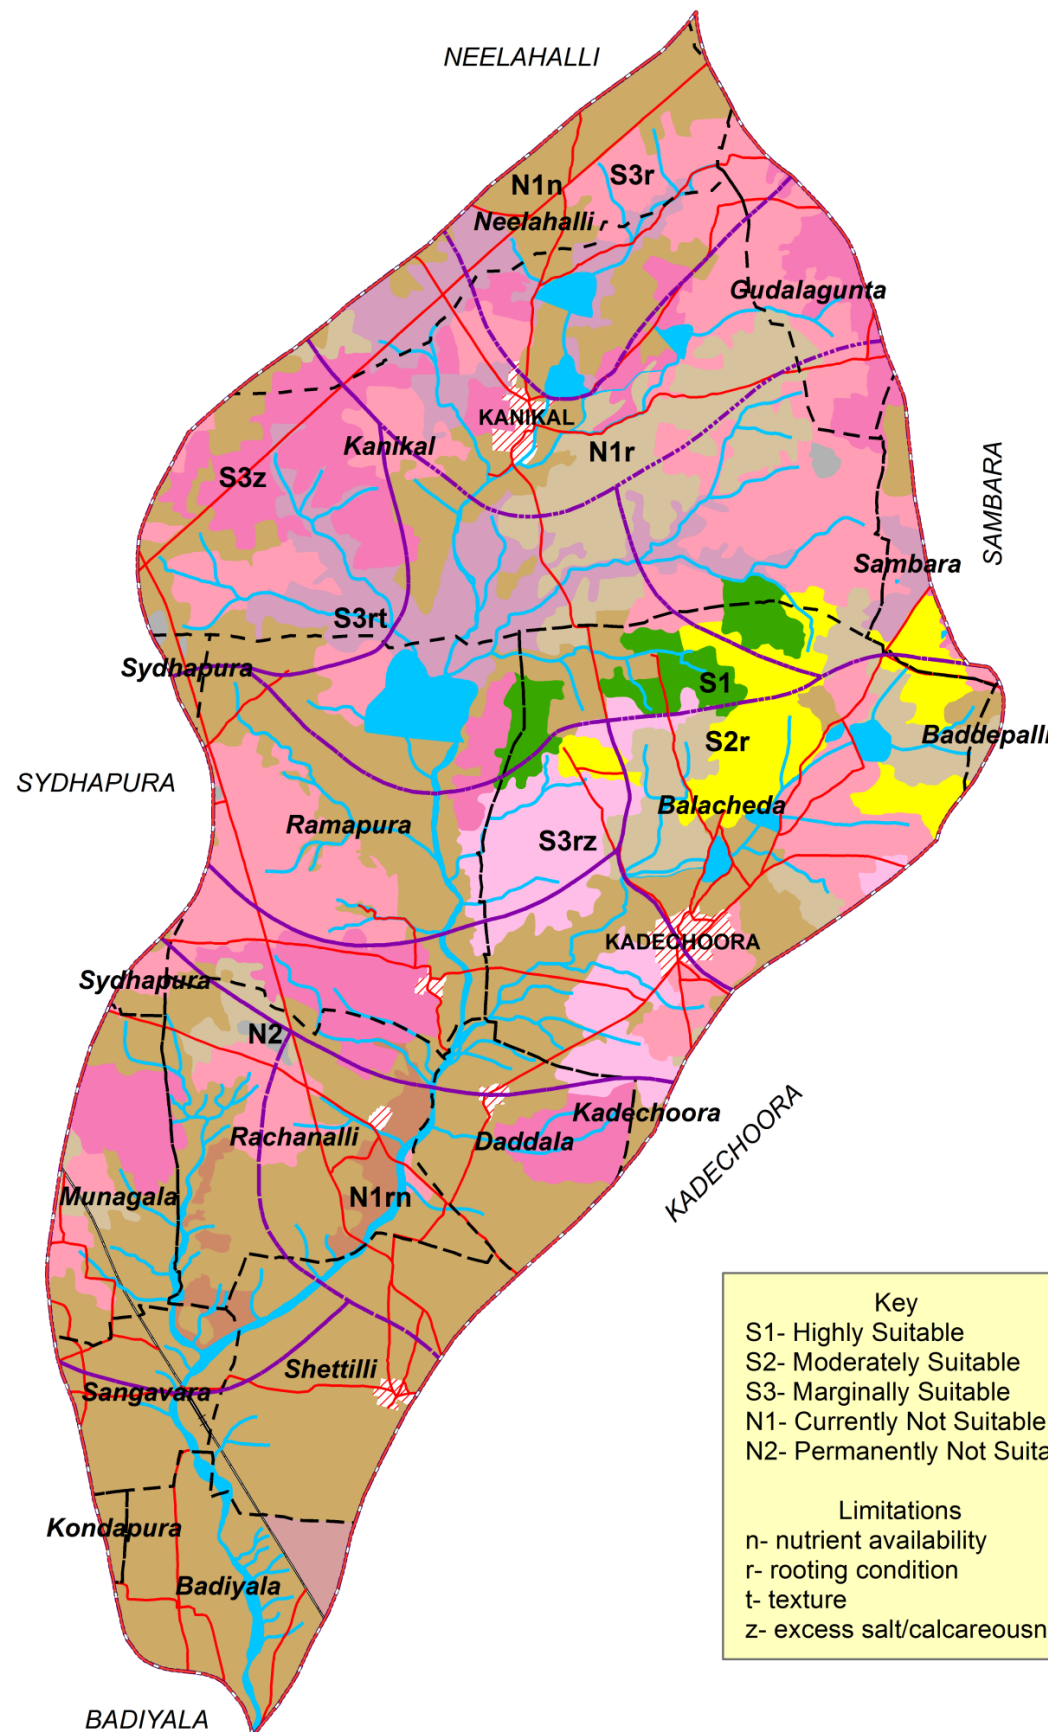 NEELAHALLI
S3r
N1n
Neelahalli r
Gudalagunta
KANIKAL
Kanikal
N1r
S3z
SAMBARA
Sambara
S3rt
Sydhapura
S1
Baddepalli
S2r
SYDHAPURA
Balacheda
Ramapura
S3rz
KADECHOORA
Sydhapura
N2
Kadechoora
Rachanalli
Daddala
KADECHOORA
Munagala
N1rn
Shettilli
Sangavara
Kondapura
Badiyala
BADIYALA
Key
S1- Highly Suitable
S2- Moderately Suitable
S3- Marginally Suitable
N1- Currently Not Suitable
N2- Permanently Not Suita
Limitations
n- nutrient availability
r- rooting condition
t- texture
z- excess salt/calcareousn